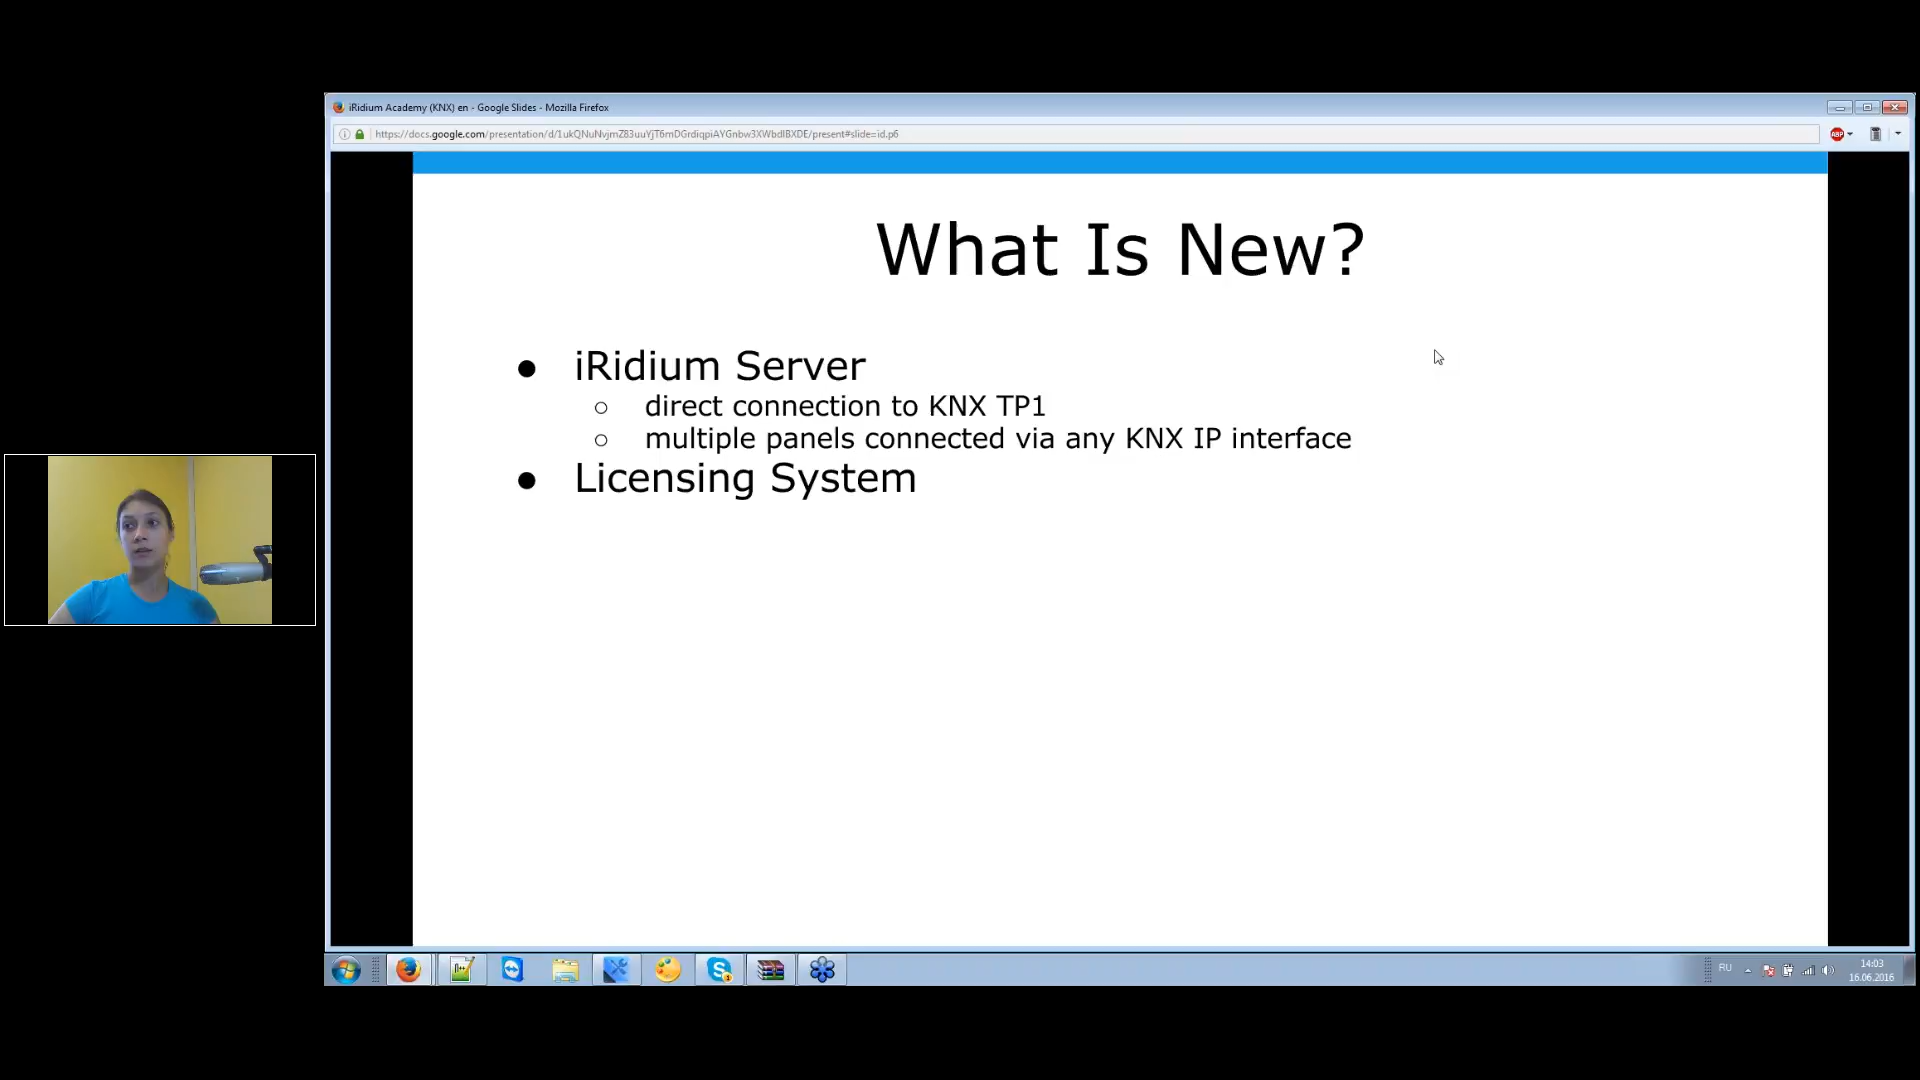 iRidium Academy (KNX) en - Google Slides - Mozilla Firefox
ABP
What Is New?
● iRidium Server
○ direct connection to KNX TP1
○ multiple panels connected via any KNX IP interface
● Licensing System
RU
14:03
16.06.2016